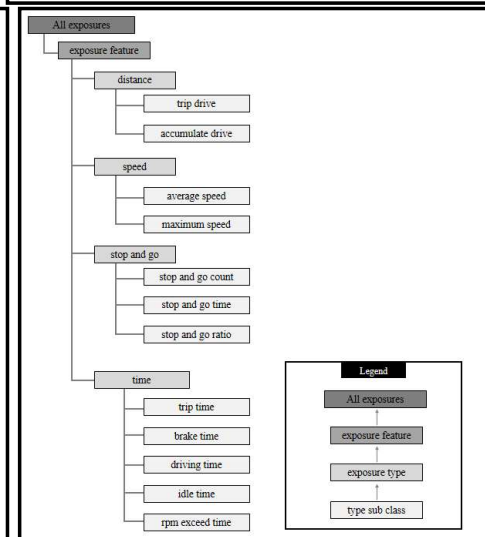 All exposures
exposure feature
distance
trip drive
accumulate drive
speed
average speed
maximum speed
stop and go
stop and go count
stop and go time
stop and go ratio
time
trip time
brake time
driving time
idle time
rpm exceed time
Legend
All exposures
exposure feature
exposure type
type sub class